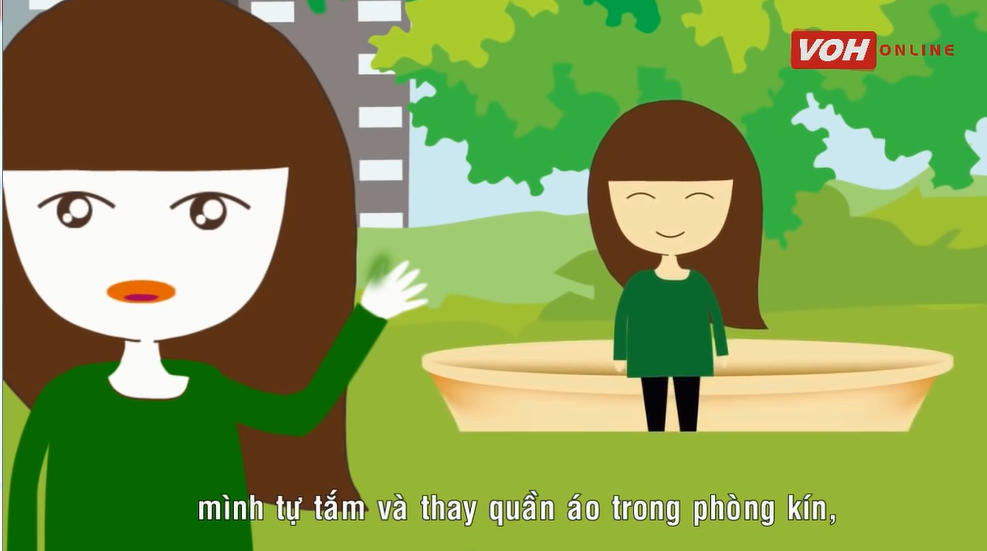 VOH ONLINE
mình tự tắm và thay quần áo trong phòng kín,